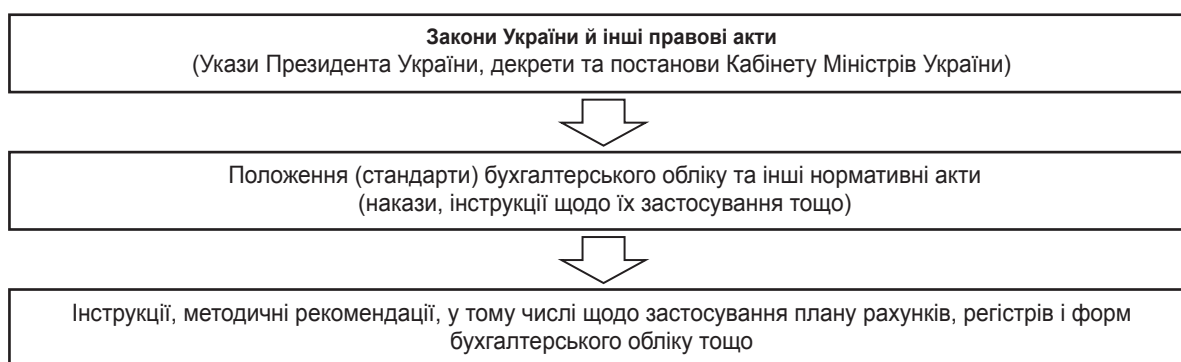 Закони України й інші правові акти
(Укази Президента України, декрети та постанови Кабінету Міністрів України)
Положення (стандарти) бухгалтерського обліку та інші нормативні акти
(накази, інструкції щодо їх застосування тощо)
Інструкції, методичні рекомендації, у тому числі щодо застосування плану рахунків, регістрів і форм
бухгалтерського обліку тощо